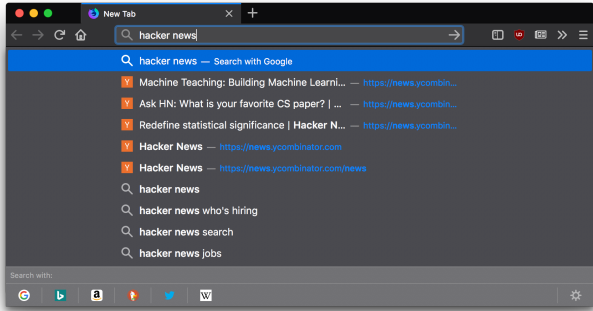 New Tab
hacker news
hacker news — Search with Google
Machine Teaching: Building Machine Learni... — https://news.ycombin...
Ask HN: What is your favorite CS paper? | ... — https://news.ycombin...
Redefine statistical significance | Hacker N... — https://news.ycombin...
Hacker News — https://news.ycombinator.com
Hacker News — https://news.ycombinator.com/news
hacker news
hacker news who's hiring
hacker news search
hacker news jobs
Search with: